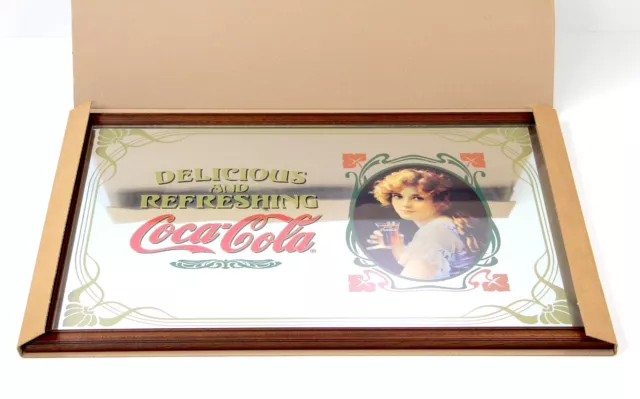 DELICIOUS
AND
REFRESHING
Coca-Cola®